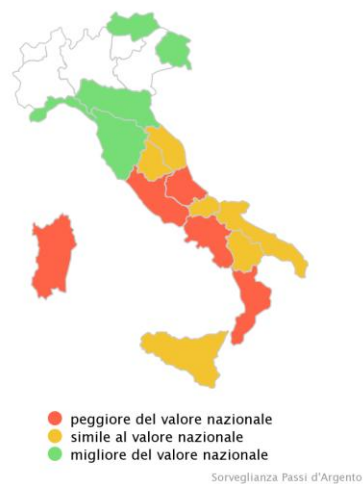 peggiore del valore nazionale
simile al valore nazionale
migliore del valore nazionale
Sorveglianza Passi d'Argento